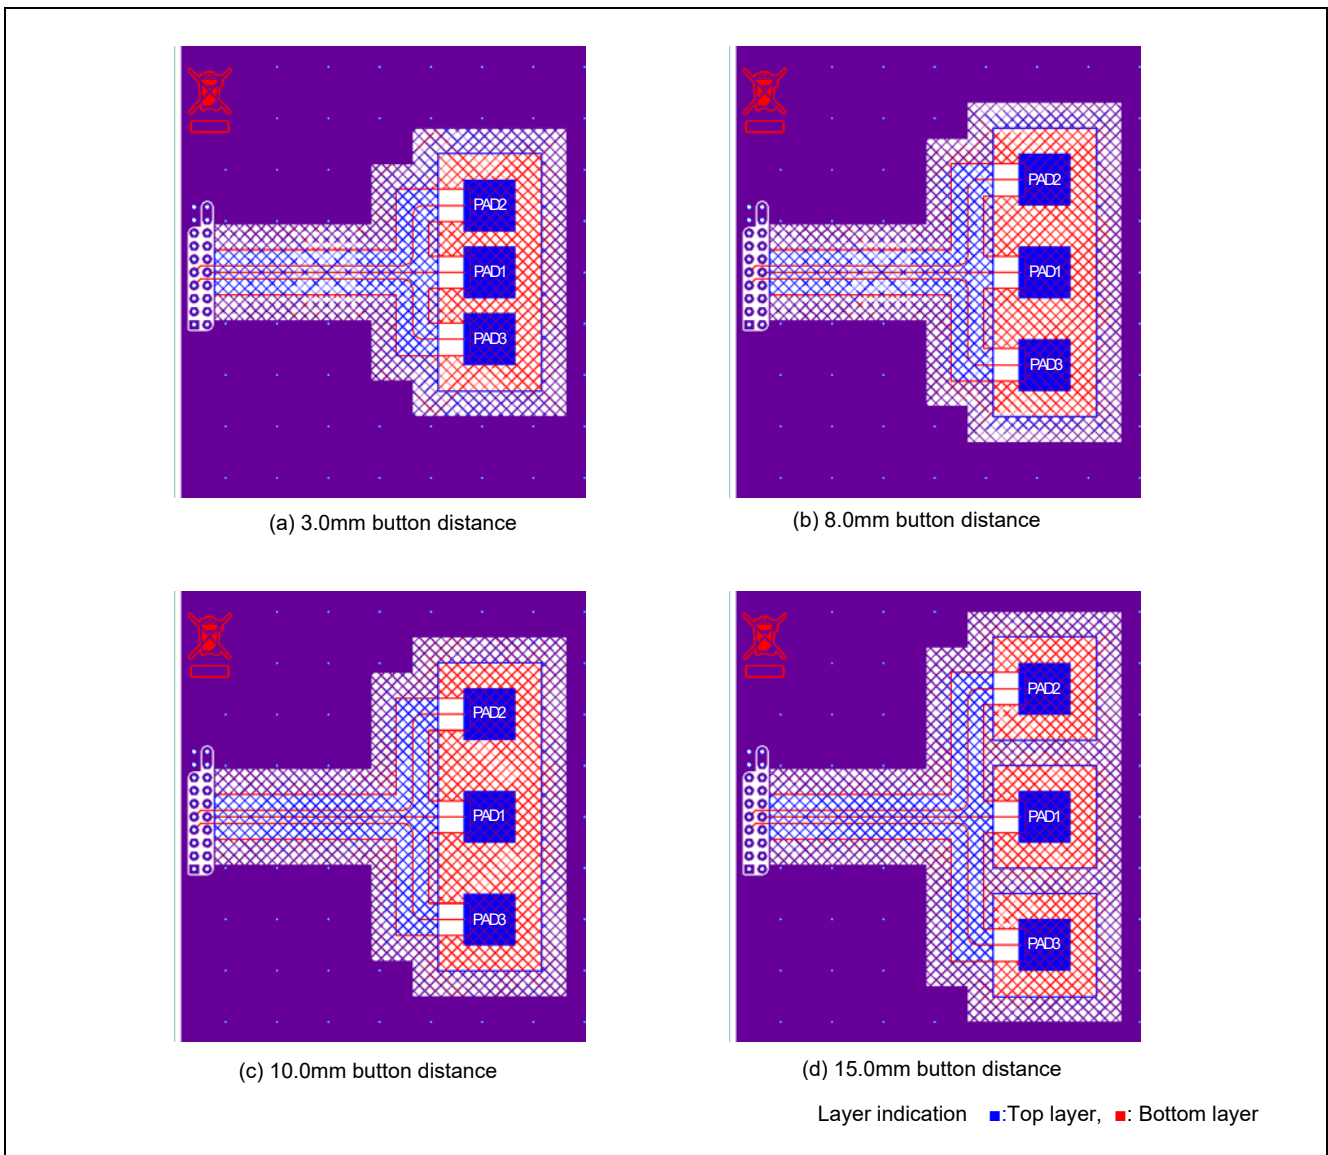 PAD2
PAD1
PAD3
(a) 3.0mm button distance
PAD2
PAD1
PAD3
(b) 8.0mm button distance
PAD2
PAD1
PAD3
(c) 10.0mm button distance
PAD2
PAD1
PAD3
(d) 15.0mm button distance
Layer indication ■:Top layer, ■: Bottom layer